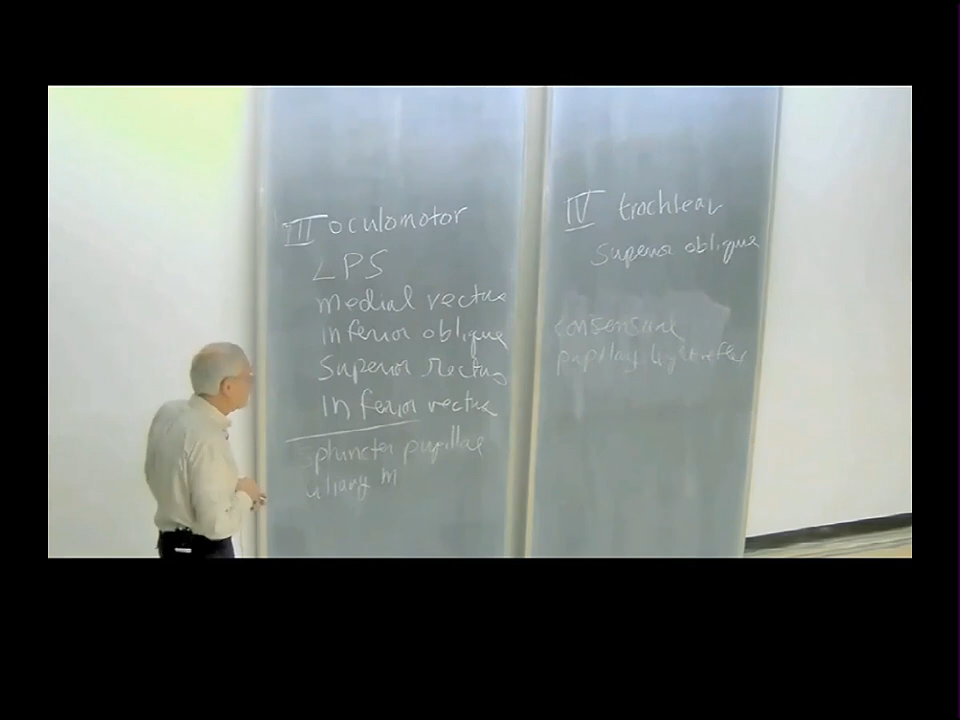 III oculomotor
LPS
medial rectus
inferior oblique
Superior rectus
Inferior rectus
sphincter pupillae
ciliary m
IV trochlear
superior oblique
consensual
pupillary light reflex